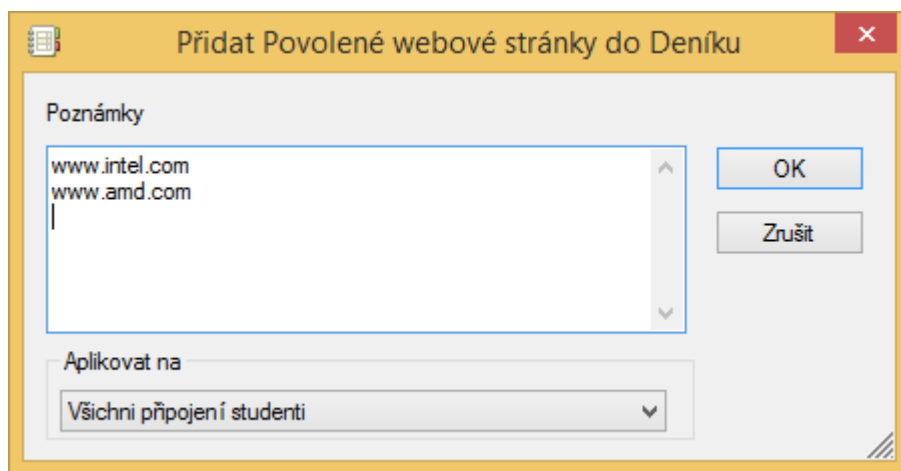 Přidat Povolené webové stránky do Deníku
Poznámky
www.intel.com
www.amd.com
OK
Zrušit
Aplikovat na
Všichni připojení studenti